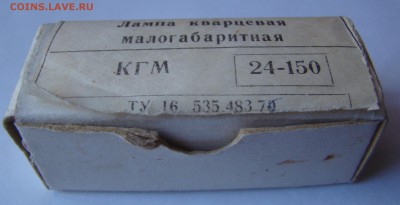 COINS.LAVE.RU
Лампа кварцевая
малогабаритная
КГМ 24-150
ТУ 16 535 483 70